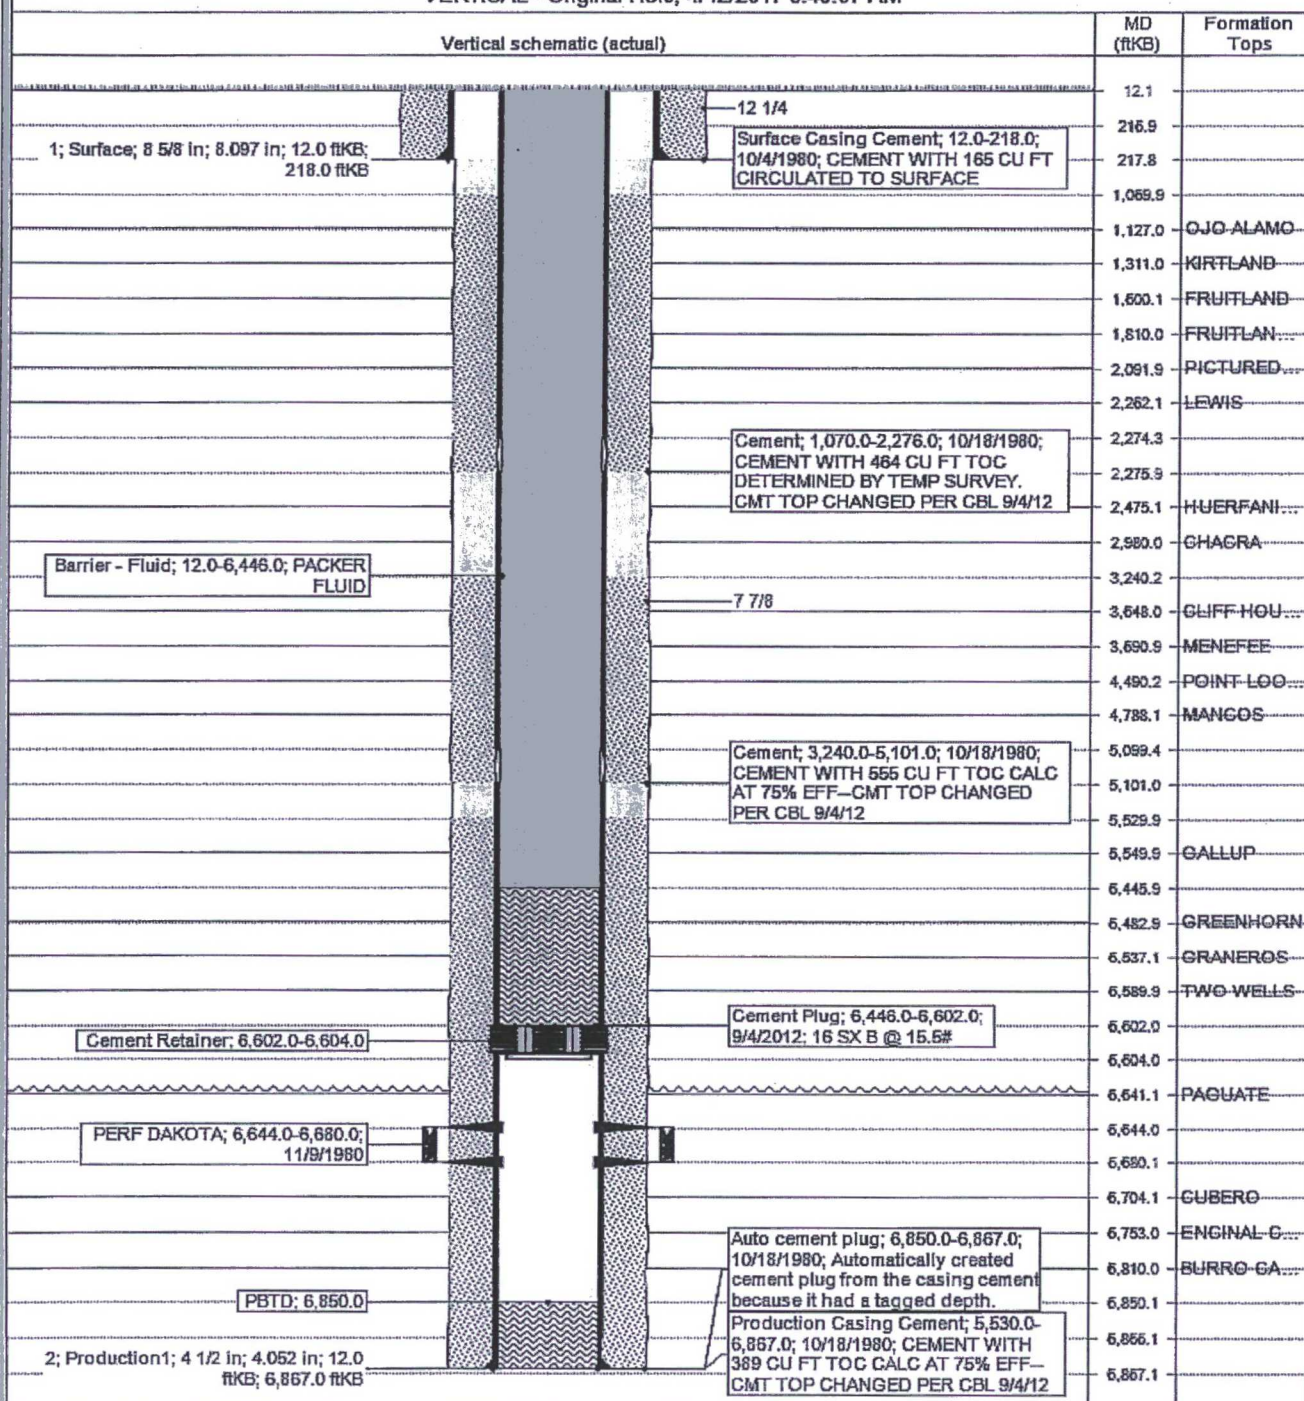 Vertical schematic (actual)
MD
(ftKB)
Formation
Tops
12.1
12 1/4
216.9
1; Surface; 8 5/8 in; 8.097 in; 12.0 ftKB;
218.0 ftKB
Surface Casing Cement; 12.0-218.0;
10/4/1980; CEMENT WITH 165 CU FT
CIRCULATED TO SURFACE
217.8
1,069.9
1,127.0 OJO ALAMO
1,311.0 KIRTLAND
1,600.1 FRUITLAND
1,810.0 FRUITLAN...
2,091.9 PICTURED...
2,262.1 LEWIS
2,274.3
Cement; 1,070.0-2,276.0; 10/18/1980;
CEMENT WITH 464 CU FT TOC
DETERMINED BY TEMP SURVEY.
CMT TOP CHANGED PER CBL 9/4/12
2,275.9
2,475.1 HUERFANI...
2,980.0 CHACRA
Barrier - Fluid; 12.0-6,446.0; PACKER
FLUID
3,240.2
7 7/8
3,648.0 CLIFF HOU...
3,690.9 MENEFEE
4,490.2 POINT LOO...
4,788.1 MANCOS
5,099.4
Cement; 3,240.0-5,101.0; 10/18/1980;
CEMENT WITH 555 CU FT TOC CALC
AT 75% EFF—CMT TOP CHANGED
PER CBL 9/4/12
5,101.0
5,529.9
5,549.9 GALLUP
6,445.9
6,482.9 GREENHORN
6,537.1 GRANEROS
6,589.9 TWO WELLS
Cement Plug; 6,446.0-6,602.0;
9/4/2012; 16 SX B @ 15.5#
6,602.0
Cement Retainer; 6,602.0-6,604.0
6,604.0
6,641.1 PAGUATE
PERF DAKOTA; 6,644.0-6,680.0;
11/9/1980
6,644.0
6,680.1
6,704.1 CUBERO
6,753.0 ENCINAL C...
Auto cement plug; 6,850.0-6,867.0;
10/18/1980; Automatically created
cement plug from the casing cement
because it had a tagged depth.
6,810.0 BURRO CA...
PBTD; 6,850.0
6,850.1
Production Casing Cement; 5,530.0-
6,867.0; 10/18/1980; CEMENT WITH
389 CU FT TOC CALC AT 75% EFF—
CMT TOP CHANGED PER CBL 9/4/12
6,866.1
2; Production1; 4 1/2 in; 4.052 in; 12.0
ftKB; 6,867.0 ftKB
6,867.1